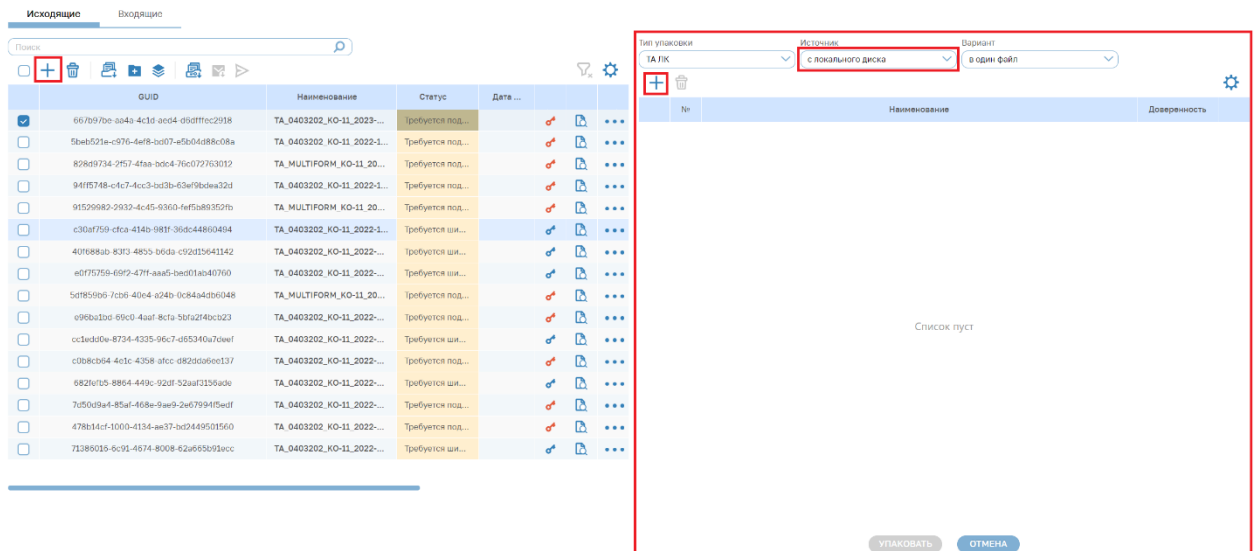 Исходящие Входящие
Поиск
GUID Наименование Статус Дата ...
667b97be-aa4a-4c1d-aed4-d6dfffec2918 TA_0403202_KO-11_2023-... Требуется под...
5beb521e-c976-4ef8-bd07-e5b04d88c08a TA_0403202_KO-11_2022-1... Требуется под...
828d9734-2f57-4faa-bdc4-76c072763012 TA_MULTIFORM_KO-11_20... Требуется под...
94ff5748-c4c7-4cc3-bd3b-63ef9bdea32d TA_0403202_KO-11_2022-1... Требуется под...
91529982-2932-4c45-9360-fef5b89352fb TA_MULTIFORM_KO-11_20... Требуется под...
c30af759-cfca-414b-981f-36dc44860494 TA_0403202_KO-11_2022-1... Требуется ши...
40f688ab-83f3-4855-b6da-c92d15641142 TA_0403202_KO-11_2022-... Требуется ши...
e0f75759-69f2-47ff-aaa5-bed01ab40760 TA_0403202_KO-11_2022-... Требуется ши...
5df859b6-7cb6-40e4-a24b-0c84a4db6048 TA_MULTIFORM_KO-11_20... Требуется под...
e96ba1bd-69c0-4aaf-8cfa-5bfa2f4bcb23 TA_0403202_KO-11_2022-... Требуется под...
cc1edd0e-8734-4335-96c7-d65340a7deef TA_0403202_KO-11_2022-... Требуется ши...
c0b8cb64-4e1c-4358-afcc-d82dda6ee137 TA_0403202_KO-11_2022-... Требуется под...
682fefb5-8864-449c-92df-52aaf3156ade TA_0403202_KO-11_2022-... Требуется ши...
7d50d9a4-85af-468e-9ae9-2e67994f5edf TA_0403202_KO-11_2022-... Требуется под...
478b14cf-1000-4134-ae37-bd2449501560 TA_0403202_KO-11_2022-... Требуется под...
71386016-6c91-4674-8008-62a665b91ecc TA_0403202_KO-11_2022-... Требуется ши...
Тип упаковки Источник Вариант
ТА ЛК с локального диска в один файл
№ Наименование Доверенность
Список пуст
УПАКОВАТЬ ОТМЕНА